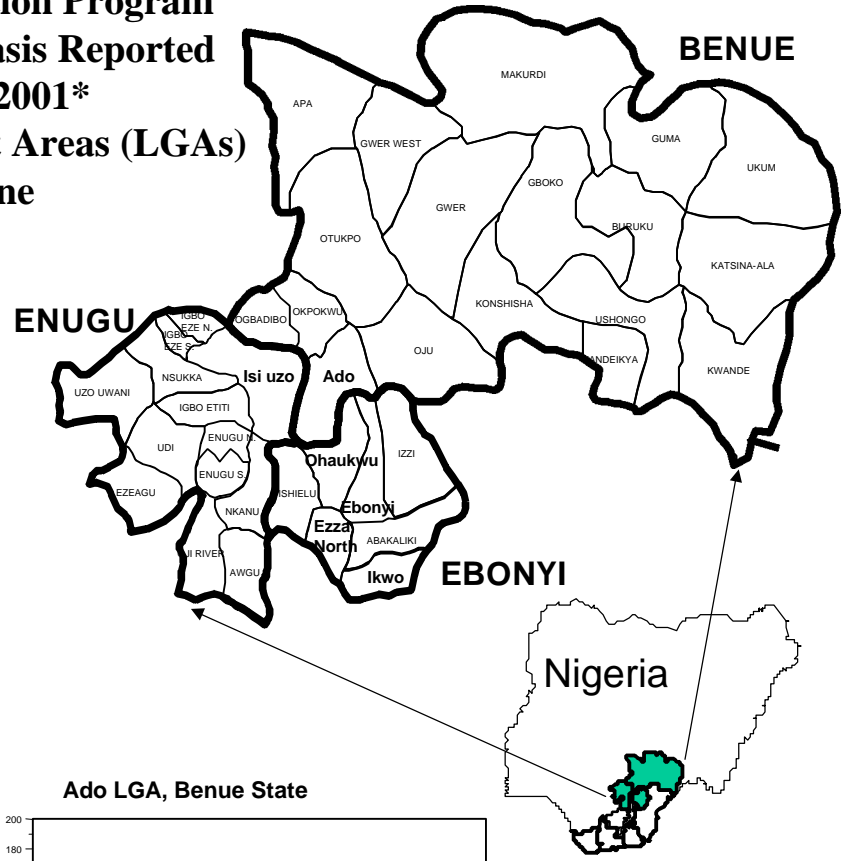 ion Program
asis Reported
2001*
t Areas (LGAs)
ne
BENUE
MAKURDI
APA
GWER WEST
GUMA
UKUM
GBOKO
GWER
BURUKU
OTUKPO
KATSINA-ALA
KONSHISHA
USHONGO
OGBADIBO
OKPOKWU
OJU
ANDEIKYA
KWANDE
Ado
ENUGU
IGBO
EZE N.
IGBO
EZE S.
NSUKKA
Isi uzo
UZO UWANI
IGBO ETITI
UDI
ENUGU N.
ENUGU S.
EZEAGU
NKANU
JI RIVER
AWGU
Ohaukwu
IZZI
ISHIELU
Ebonyi
Ezza
North
ABAKALIKI
Ikwo
EBONYI
Nigeria
Ado LGA, Benue State
200
180